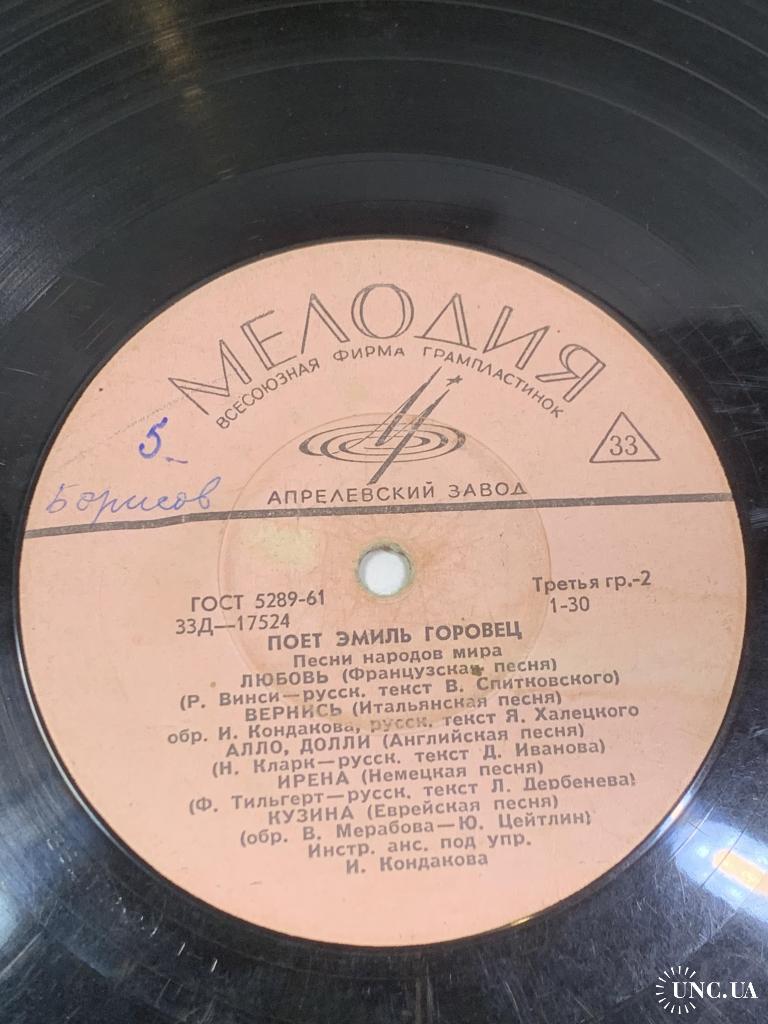 МЕЛОДИЯ
ВСЕСОЮЗНАЯ ФИРМА ГРАМПЛАСТИНОК
5
33
АПРЕЛЕВСКИЙ ЗАВОД
Борисов
ГОСТ 5289-61
Третья гр.-2
33Д—17524
1-30
ПОЕТ ЭМИЛЬ ГОРОВЕЦ
Песни народов мира
ЛЮБОВЬ (Французская песня)
(Р. Винси—русск. текст В. Спитковского)
ВЕРНИСЬ (Итальянская песня)
обр. И. Кондакова, русск. текст Я. Халецкого
АЛЛО, ДОЛЛИ (Английская песня)
(Н. Кларк—русск. текст Д. Иванова)
ИРЕНА (Немецкая песня)
(Ф. Тильгерт—русск. текст Л. Дербенева)
КУЗИНА (Еврейская песня)
(обр. В. Мерабова—Ю. Цейтлин)
Инстр. анс. под упр.
И. Кондакова
UNC.UA